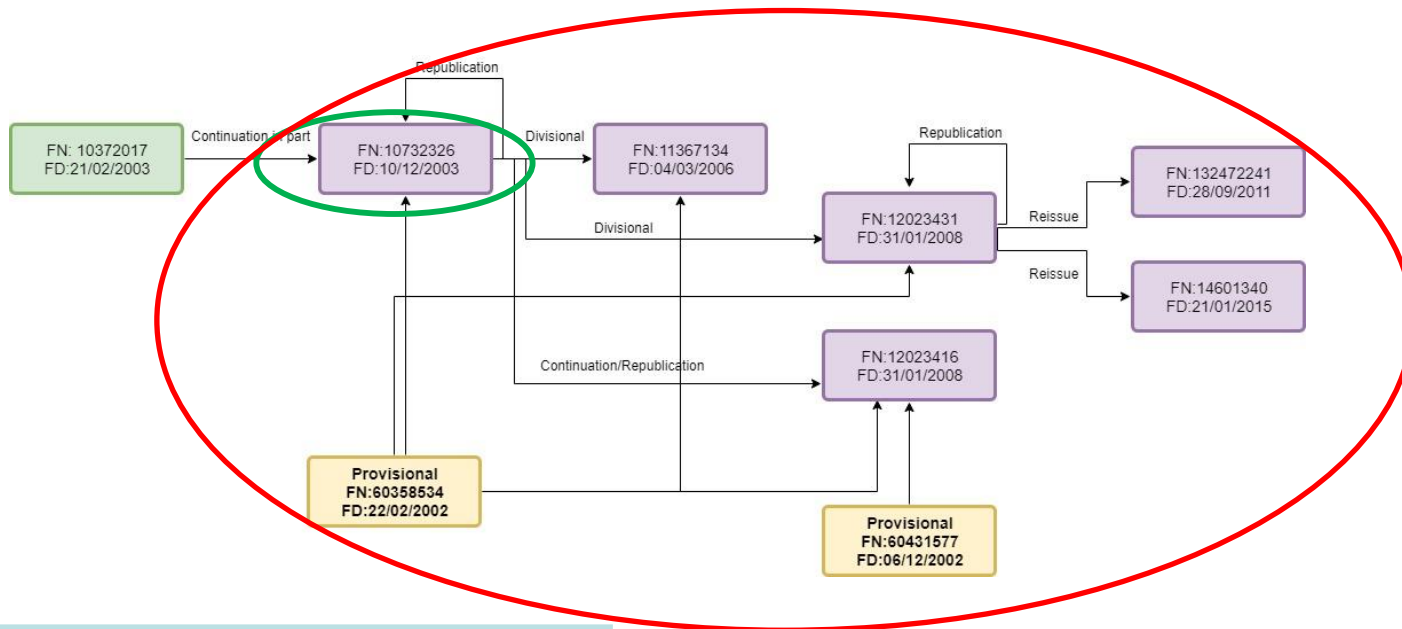 Republication
Continuation in part
FN: 10372017
FD:21/02/2003
FN:10732326
FD:10/12/2003
Divisional
FN:11367134
FD:04/03/2006
Republication
Divisional
FN:12023431
FD:31/01/2008
Reissue
FN:132472241
FD:28/09/2011
Reissue
FN:14601340
FD:21/01/2015
Continuation/Republication
FN:12023416
FD:31/01/2008
Provisional
FN:60358534
FD:22/02/2002
Provisional
FN:60431577
FD:06/12/2002